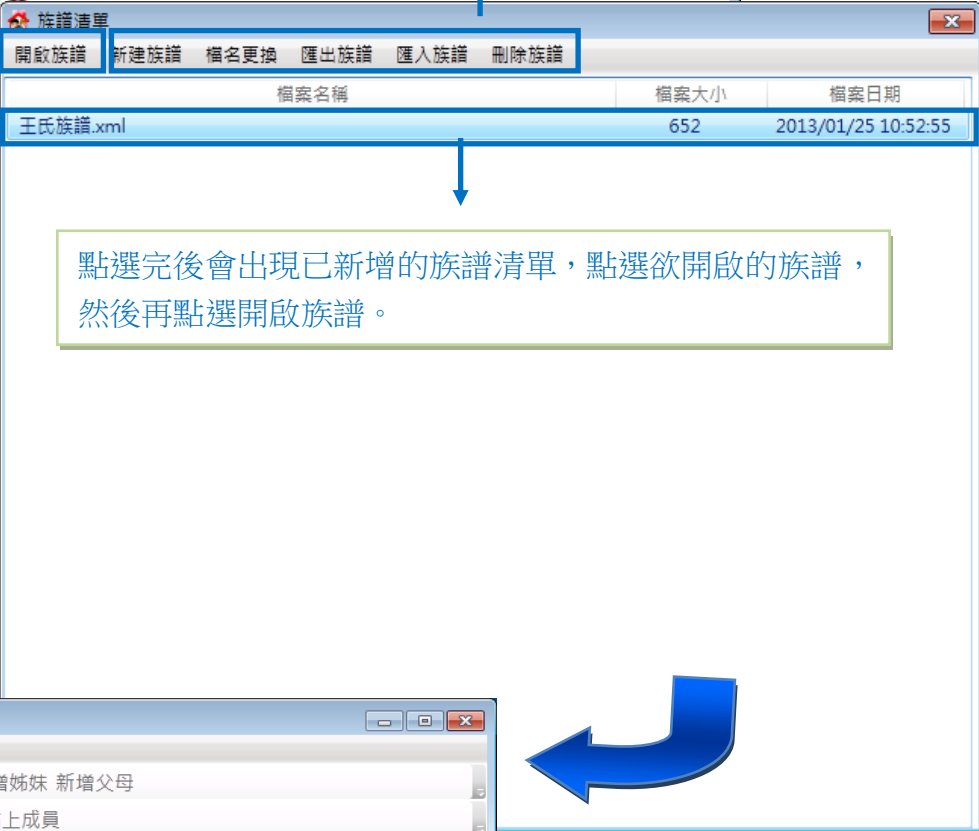 族譜清單
開啟族譜 新建族譜 檔名更換 匯出族譜 匯入族譜 刪除族譜
檔案名稱 檔案大小 檔案日期
王氏族譜.xml 652 2013/01/25 10:52:55
點選完後會出現已新增的族譜清單，點選欲開啟的族譜，
然後再點選開啟族譜。
增姊妹 新增父母
上成員